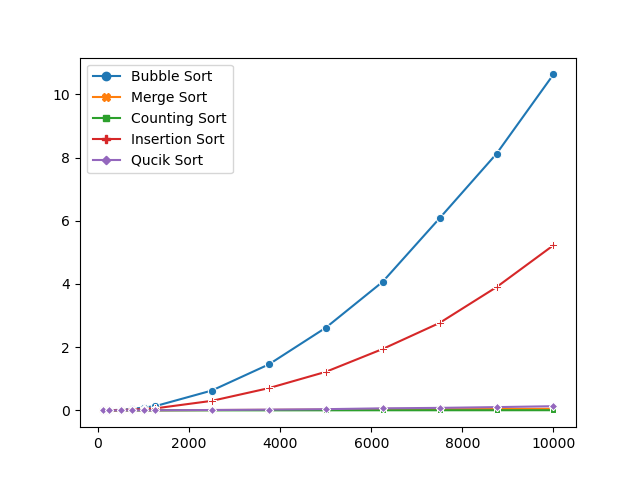 Bubble Sort
Merge Sort
Counting Sort
Insertion Sort
Qucik Sort
10
8
6
4
2
0
0 2000 4000 6000 8000 10000